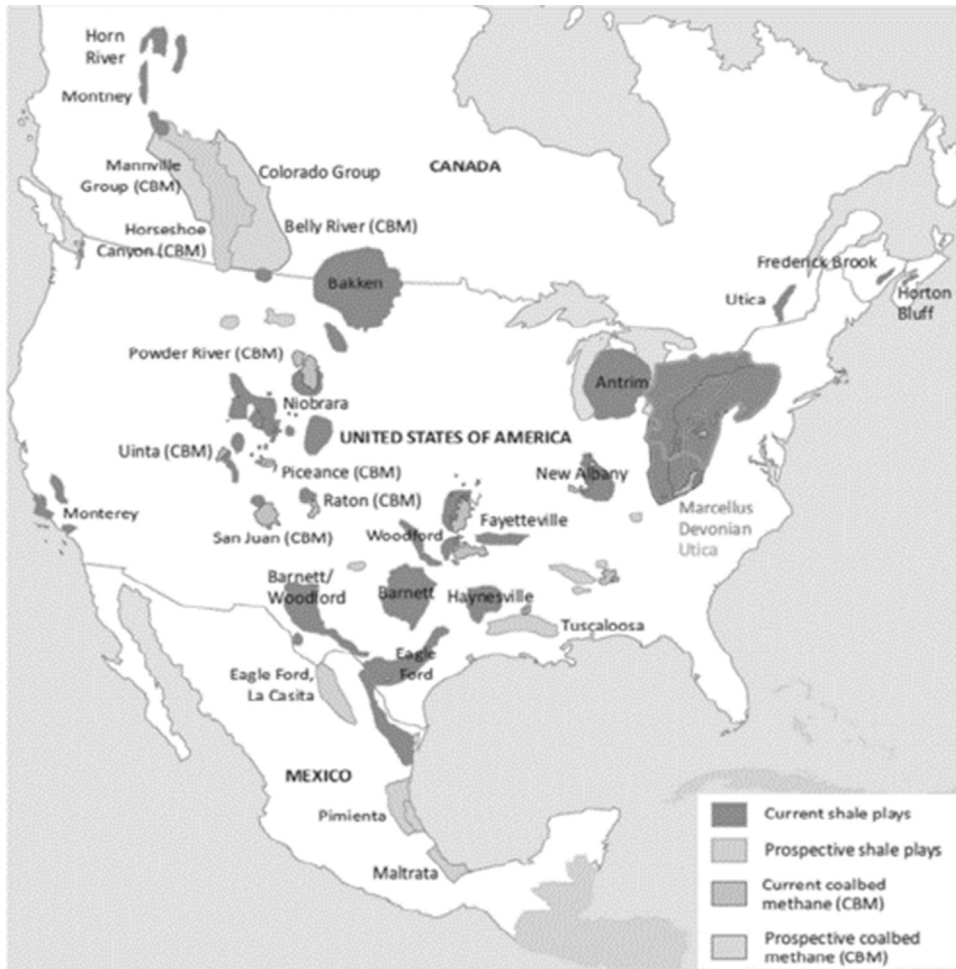 Horn
River
Montney
CANADA
Mannville
Group (CBM)
Colorado Group
Horseshoe
Canyon (CBM)
Belly River (CBM)
Bakken
Frederick Brook
Utica
Horton
Bluff
Powder River (CBM)
Niobrara
Antrim
UNITED STATES OF AMERICA
Uinta (CBM)
Piceance (CBM)
New Albany
Raton (CBM)
Monterey
San Juan (CBM)
Woodford
Fayetteville
Marcellus
Devonian
Utica
Barnett/
Woodford
Barnett
Haynesville
Tuscaloosa
Eagle
Ford
Eagle Ford,
La Casita
MEXICO
Pimienta
Maltrata
Current shale plays
Prospective shale plays
Current coalbed
methane (CBM)
Prospective coalbed
methane (CBM)